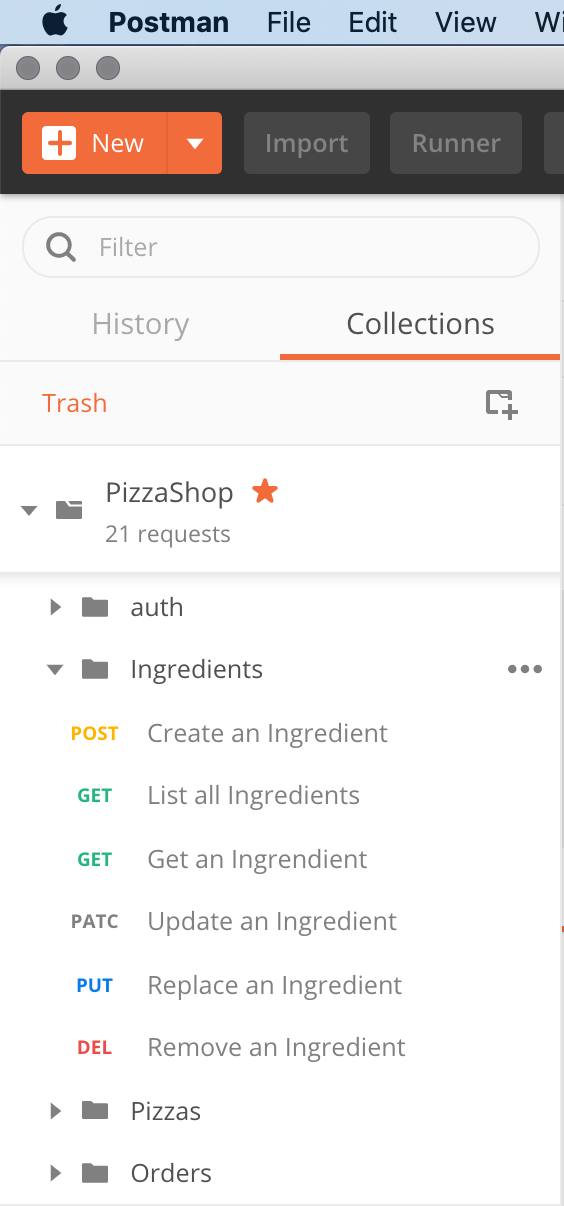 Postman File Edit View Wi
New Import Runner
Filter
History Collections
Trash
PizzaShop
21 requests
auth
Ingredients
POST Create an Ingredient
GET List all Ingredients
GET Get an Ingrendient
PATC Update an Ingredient
PUT Replace an Ingredient
DEL Remove an Ingredient
Pizzas
Orders